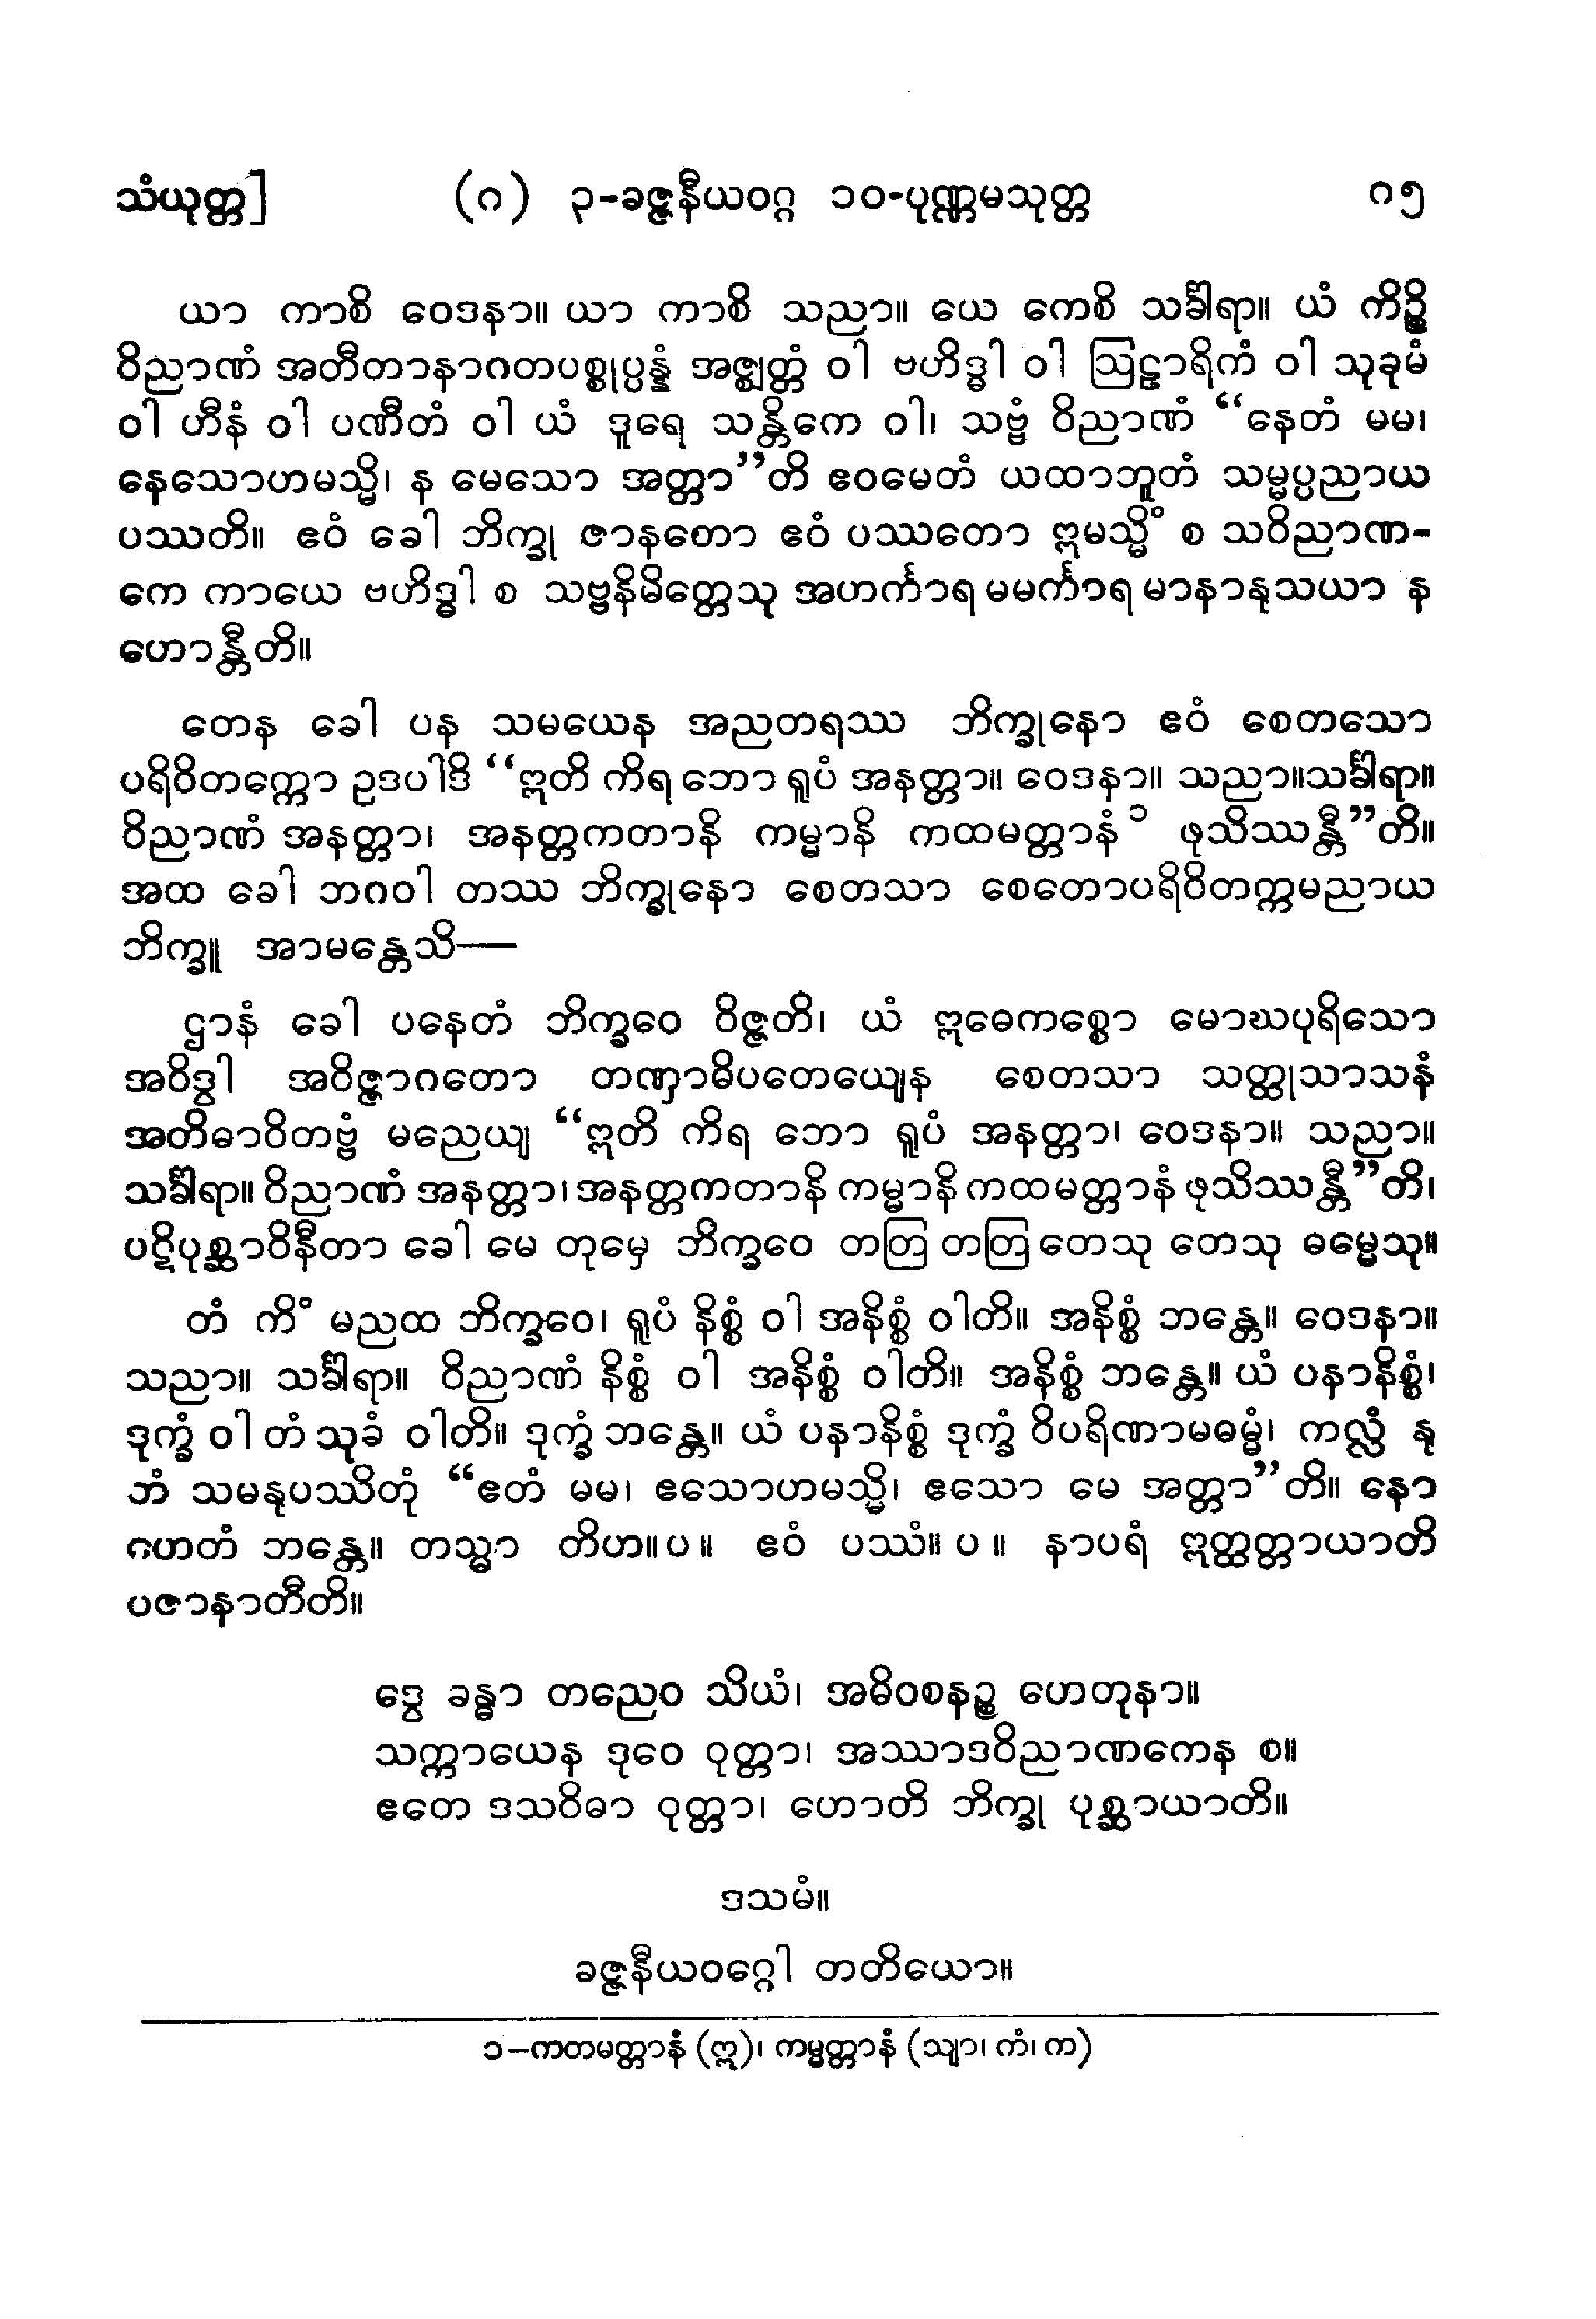 သံယုတ္တ]  (ဂ) ၃-ခဇ္ဇနီယဝဂ္ဂ ၁၀-ပုဏ္ဏမသုတ္တ  ဂ၅
ယာ ကာစိ ဝေဒနာ။ ယာ ကာစိ သညာ။ ယေ ကေစိ သင်္ခါရာ။ ယံ ကိဉ္စိ
ဝိညာဏံ အတီတာနာဂတပစ္စုပ္ပန္နံ အဇ္ဈတ္တံ ဝါ ဗဟိဒ္ဓါ ဝါ ဩဠာရိကံ ဝါ သုခုမံ
ဝါ ဟီနံ ဝါ ပဏီတံ ဝါ ယံ ဒူရေ သန္တိကေ ဝါ၊ သဗ္ဗံ ဝိညာဏံ “နေတံ မမ၊
နေသောဟမသ္မိ၊ န မေသော အတ္တာ”တိ ဧဝမေတံ ယထာဘူတံ သမ္မပ္ပညာယ
ပဿတိ။ ဧဝံ ခေါ ဘိက္ခု ဇာနတော ဧဝံ ပဿတော ဣမသ္မိံ စ သဝိညာဏ-
ကေ ကာယေ ဗဟိဒ္ဓါ စ သဗ္ဗနိမိတ္တေသု အဟင်္ကာရ မမင်္ကာရ မာနာနုသယာ န
ဟောန္တီတိ။
တေန ခေါ ပန သမယေန အညတရဿ ဘိက္ခုနော ဧဝံ စေတသော
ပရိဝိတက္ကော ဥဒပါဒိ “ဣတိ ကိရ ဘော ရူပံ အနတ္တာ။ ဝေဒနာ။ သညာ။သင်္ခါရာ။
ဝိညာဏံ အနတ္တာ၊ အနတ္တကတာနိ ကမ္မာနိ ကထမတ္တာနံ၁ ဖုသိဿန္တီ”တိ။
အထ ခေါ ဘဂဝါ တဿ ဘိက္ခုနော စေတသာ စေတောပရိဝိတက္ကမညာယ
ဘိက္ခူ အာမန္တေသိ—
ဌာနံ ခေါ ပနေတံ ဘိက္ခဝေ ဝိဇ္ဇတိ၊ ယံ ဣဓေကစ္စော မောဃပုရိသော
အဝိဒွါ အဝိဇ္ဇာဂတော တဏှာဓိပတေယျေန စေတသာ သတ္ထုသာသနံ
အတိဓာဝိတဗ္ဗံ မညေယျ “ဣတိ ကိရ ဘော ရူပံ အနတ္တာ၊ ဝေဒနာ။ သညာ။
သင်္ခါရာ။ ဝိညာဏံ အနတ္တာ၊အနတ္တကတာနိ ကမ္မာနိ ကထမတ္တာနံ ဖုသိဿန္တီ”တိ၊
ပဋိပုစ္ဆာဝိနီတာ ခေါ မေ တုမှေ ဘိက္ခဝေ တတြ တတြ တေသု တေသု ဓမ္မေသု။
တံ ကိံ မညထ ဘိက္ခဝေ၊ ရူပံ နိစ္စံ ဝါ အနိစ္စံ ဝါတိ။ အနိစ္စံ ဘန္တေ။ ဝေဒနာ။
သညာ။ သင်္ခါရာ။ ဝိညာဏံ နိစ္စံ ဝါ အနိစ္စံ ဝါတိ။ အနိစ္စံ ဘန္တေ။ ယံ ပနာနိစ္စံ၊
ဒုက္ခံ ဝါ တံ သုခံ ဝါတိ။ ဒုက္ခံ ဘန္တေ။ ယံ ပနာနိစ္စံ ဒုက္ခံ ဝိပရိဏာမဓမ္မံ၊ ကလ္လံ နု
ဘံ သမနုပဿိတုံ “ဧတံ မမ၊ ဧသောဟမသ္မိ၊ ဧသော မေ အတ္တာ”တိ။ နော
ဂဟတံ ဘန္တေ။ တသ္မာ တိဟ။ပ။ ဧဝံ ပဿံ။ ပ ။ နာပရံ ဣတ္ထတ္တာယာတိ
ပဇာနာတီတိ။
ဒွေ ခန္ဓာ တညေဝ သိယံ၊ အဓိဝစနဉ္စ ဟေတုနာ။
သက္ကာယေန ဒုဝေ ဝုတ္တာ၊ အဿာဒဝိညာဏကေန စ။
ဧတေ ဒသဝိဓာ ဝုတ္တာ၊ ဟောတိ ဘိက္ခု ပုစ္ဆာယာတိ။
ဒသမံ။
ခဇ္ဇနီယဝဂ္ဂေါ တတိယော။
၁–ကတမတ္တာနံ (ဣ)၊ ကမ္မတ္တာနံ (သျာ၊ ကံ၊ က)